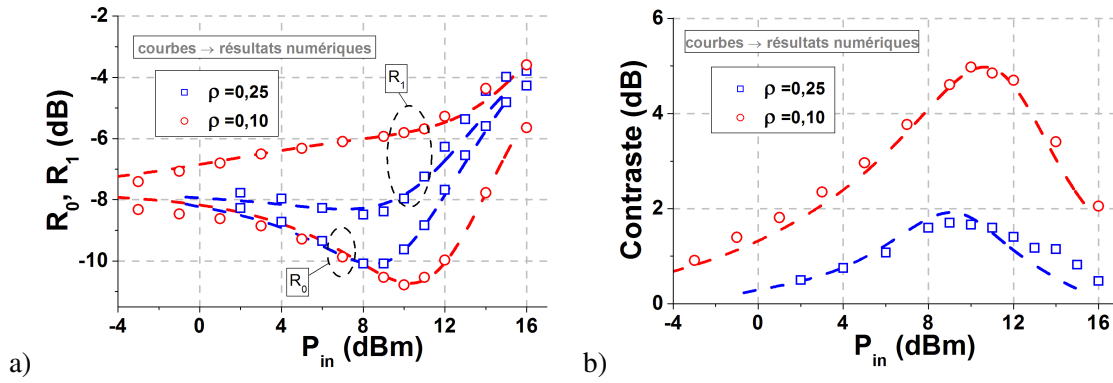 -2
-4
-6
-8
-10
R0, R1 (dB)
courbes → résultats numériques
ρ =0,25
ρ =0,10
R1
R0
-4 0 4 8 12 16
Pin (dBm)
a)
6
4
2
0
Contraste (dB)
courbes → résultats numériques
ρ =0,25
ρ =0,10
-4 0 4 8 12 16
Pin (dBm)
b)